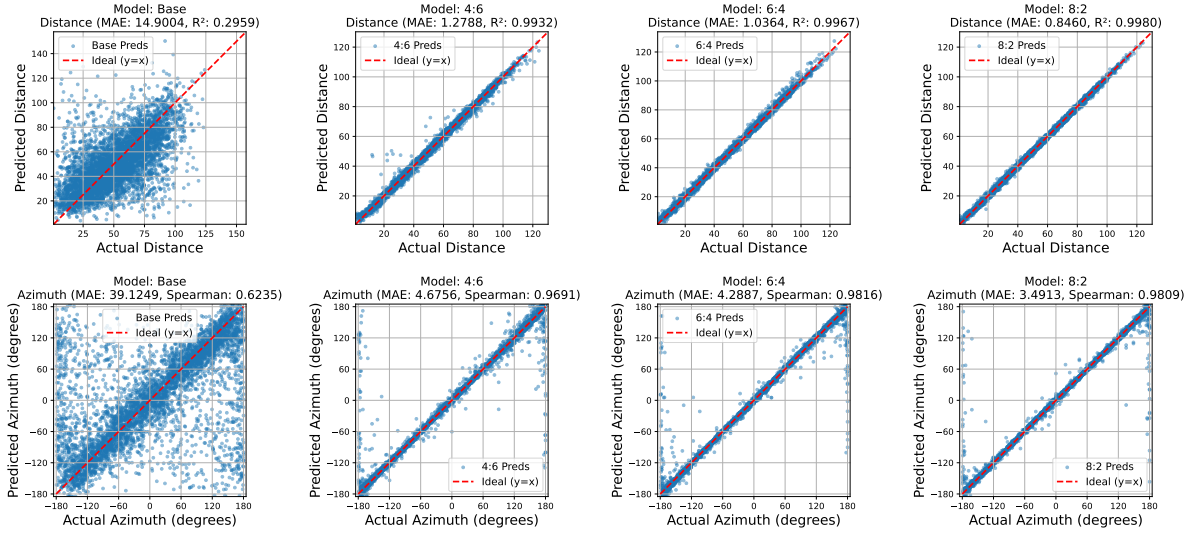 Model: Base
Distance (MAE: 14.9004, R²: 0.2959)
Base Preds
Ideal (y=x)
Predicted Distance
140
120
100
80
60
40
20
25
50
75
100
125
150
Actual Distance
Model: 4:6
Distance (MAE: 1.2788, R²: 0.9932)
4:6 Preds
Ideal (y=x)
Predicted Distance
120
100
80
60
40
20
20
40
60
80
100
120
Actual Distance
Model: 6:4
Distance (MAE: 1.0364, R²: 0.9967)
6:4 Preds
Ideal (y=x)
Predicted Distance
120
100
80
60
40
20
20
40
60
80
100
120
Actual Distance
Model: 8:2
Distance (MAE: 0.8460, R²: 0.9980)
8:2 Preds
Ideal (y=x)
Predicted Distance
120
100
80
60
40
20
20
40
60
80
100
120
Actual Distance
Model: Base
Azimuth (MAE: 39.1249, Spearman: 0.6235)
Base Preds
Ideal (y=x)
Predicted Azimuth (degrees)
180
120
60
0
−60
−120
−180
−180
−120
−60
0
60
120
180
Actual Azimuth (degrees)
Model: 4:6
Azimuth (MAE: 4.6756, Spearman: 0.9691)
4:6 Preds
Ideal (y=x)
Predicted Azimuth (degrees)
180
120
60
0
−60
−120
−180
−180
−120
−60
0
60
120
180
Actual Azimuth (degrees)
Model: 6:4
Azimuth (MAE: 4.2887, Spearman: 0.9816)
6:4 Preds
Ideal (y=x)
Predicted Azimuth (degrees)
180
120
60
0
−60
−120
−180
−180
−120
−60
0
60
120
180
Actual Azimuth (degrees)
Model: 8:2
Azimuth (MAE: 3.4913, Spearman: 0.9809)
8:2 Preds
Ideal (y=x)
Predicted Azimuth (degrees)
180
120
60
0
−60
−120
−180
−180
−120
−60
0
60
120
180
Actual Azimuth (degrees)